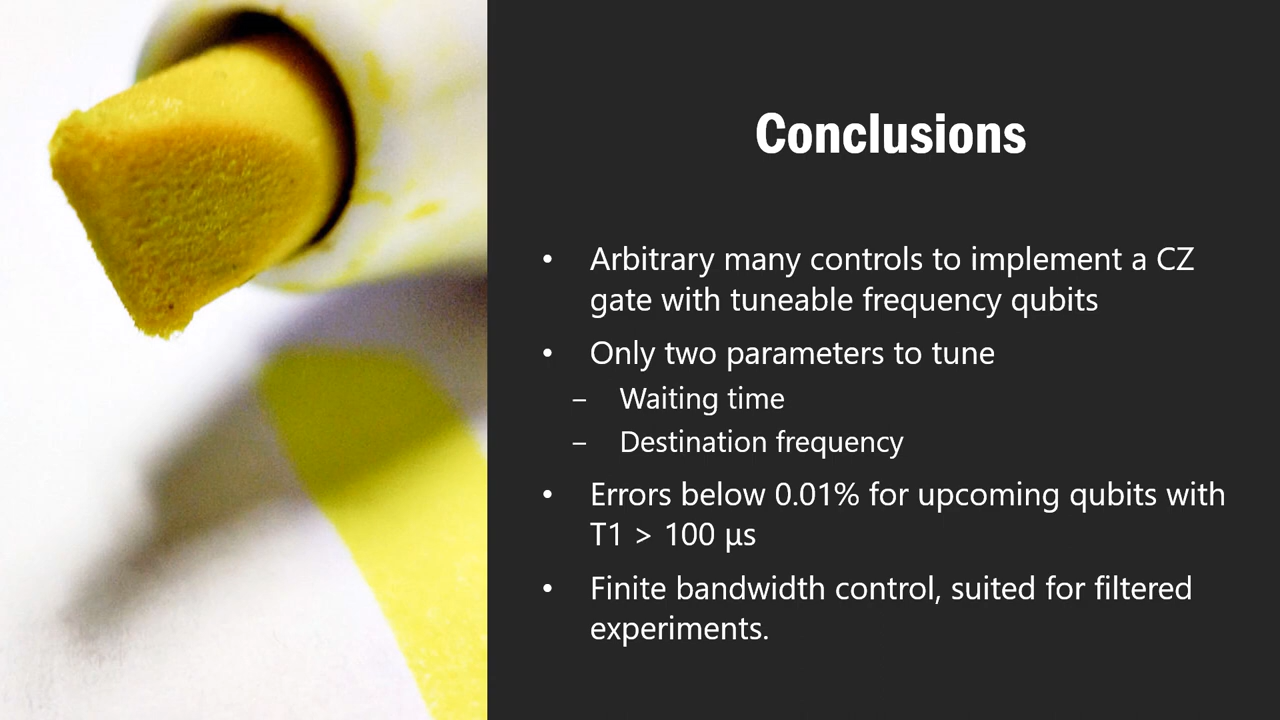 Conclusions
• Arbitrary many controls to implement a CZ
gate with tuneable frequency qubits
• Only two parameters to tune
– Waiting time
– Destination frequency
• Errors below 0.01% for upcoming qubits with
T1 > 100 µs
• Finite bandwidth control, suited for filtered
experiments.